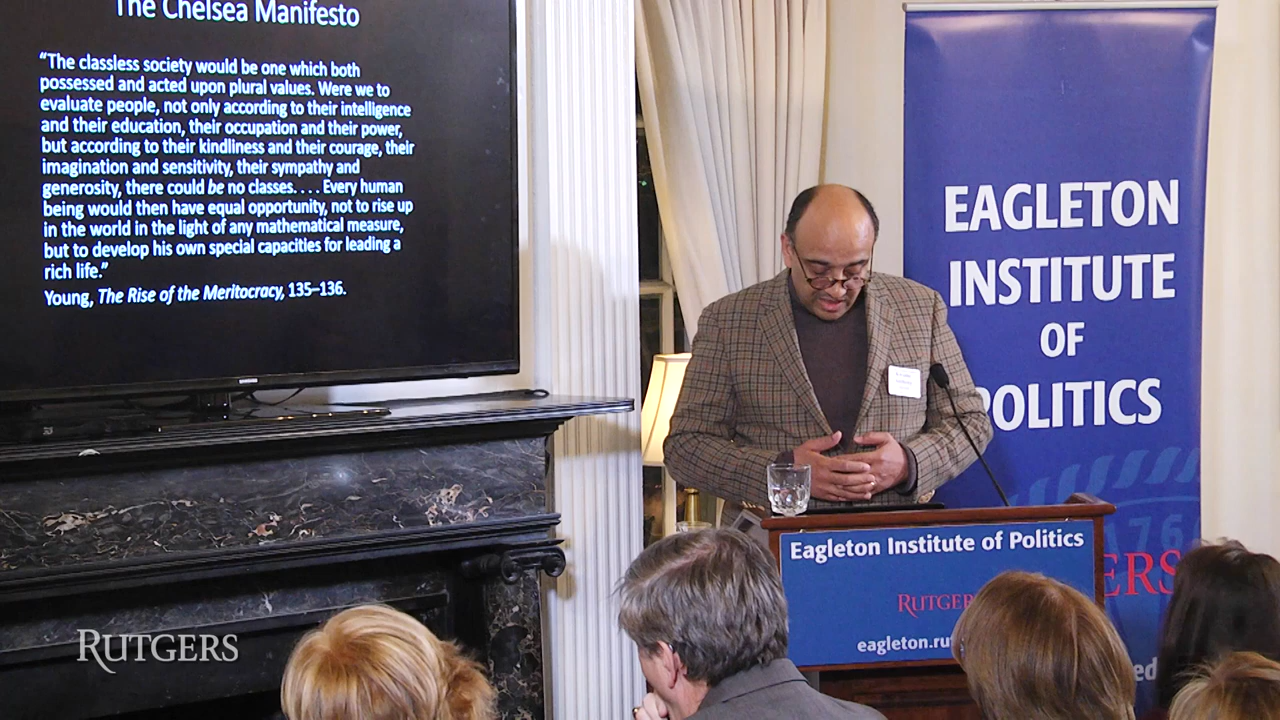 The Chelsea Manifesto
“The classless society would be one which both
possessed and acted upon plural values. Were we to
evaluate people, not only according to their intelligence
and their education, their occupation and their power,
but according to their kindliness and their courage, their
imagination and sensitivity, their sympathy and
generosity, there could be no classes. . . . Every human
being would then have equal opportunity, not to rise up
in the world in the light of any mathematical measure,
but to develop his own special capacities for leading a
rich life.”
Young, The Rise of the Meritocracy, 135–136.
EAGLETON
INSTITUTE
OF
POLITICS
Eagleton Institute of Politics
RUTGERS